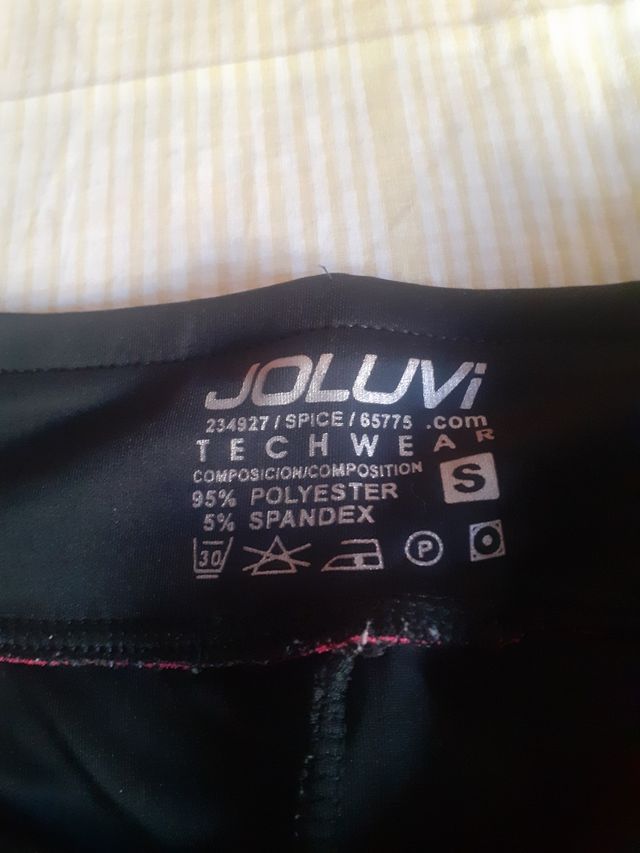 JOLUVi
234927 / SPICE / 65775 .com
TECHWEAR
COMPOSICION/COMPOSITION
95% POLYESTER
5% SPANDEX
S
30 P